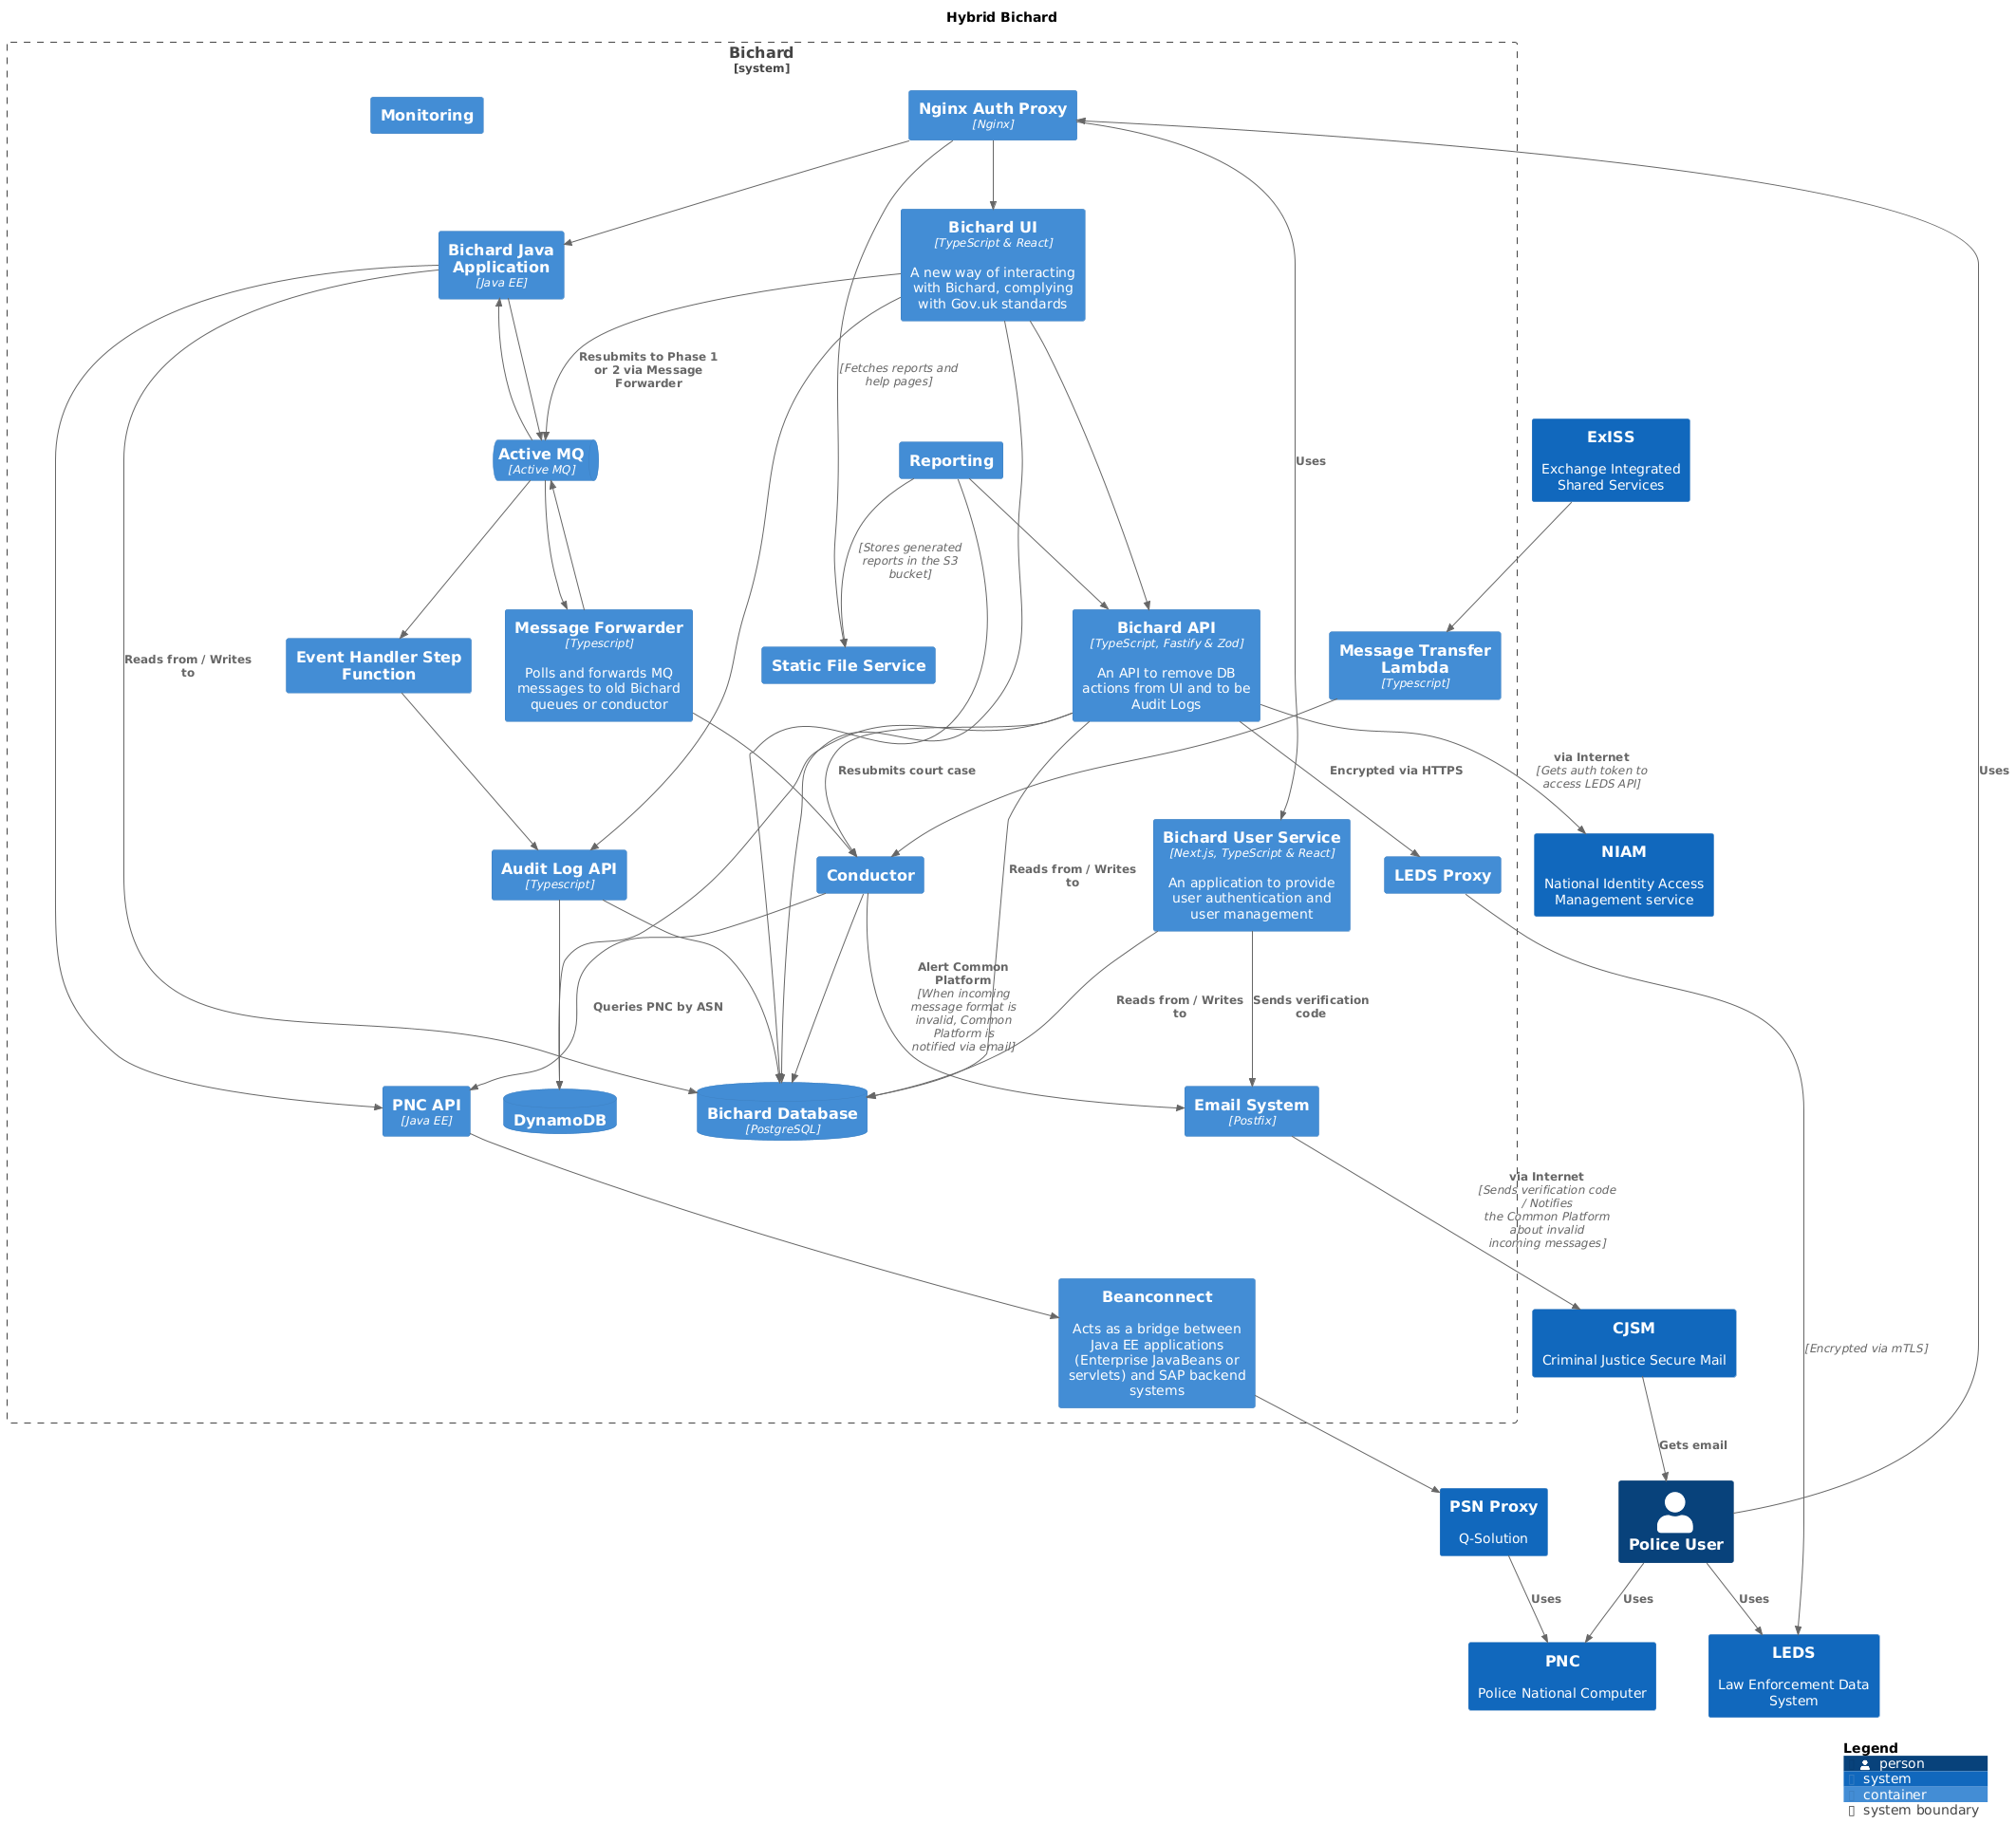 Hybrid Bichard
Bichard
[system]
Monitoring
Nginx Auth Proxy
[Nginx]
Bichard UI
[TypeScript & React]
A new way of interacting
with Bichard, complying
with Gov.uk standards
Bichard Java
Application
[Java EE]
Resubmits to Phase 1
or 2 via Message
Forwarder
[Fetches reports and
help pages]
Active MQ
[Active MQ]
Reporting
Uses
ExISS
Exchange Integrated
Shared Services
[Stores generated
reports in the S3
bucket]
Reads from / Writes
to
Event Handler Step
Function
Message Forwarder
[Typescript]
Polls and forwards MQ
messages to old Bichard
queues or conductor
Static File Service
Bichard API
[TypeScript, Fastify & Zod]
An API to remove DB
actions from UI and to be
Audit Logs
Message Transfer
Lambda
[Typescript]
Resubmits court case
Encrypted via HTTPS
via Internet
[Gets auth token to
access LEDS API]
Uses
Audit Log API
[Typescript]
Conductor
Reads from / Writes
to
Bichard User Service
[Next.js, TypeScript & React]
An application to provide
user authentication and
user management
LEDS Proxy
NIAM
National Identity Access
Management service
Queries PNC by ASN
Alert Common
Platform
[When incoming
message format is
invalid, Common
Platform is
notified via email]
Reads from / Writes
to
Sends verification
code
PNC API
[Java EE]
DynamoDB
Bichard Database
[PostgreSQL]
Email System
[Postfix]
via Internet
[Sends verification code
/ Notifies
the Common Platform
about invalid
incoming messages]
Beanconnect
Acts as a bridge between
Java EE applications
(Enterprise JavaBeans or
servlets) and SAP backend
systems
CJSM
Criminal Justice Secure Mail
[Encrypted via mTLS]
Gets email
PSN Proxy
Q-Solution
Police User
Uses
Uses
Uses
PNC
Police National Computer
LEDS
Law Enforcement Data
System
Legend
person
system
container
system boundary